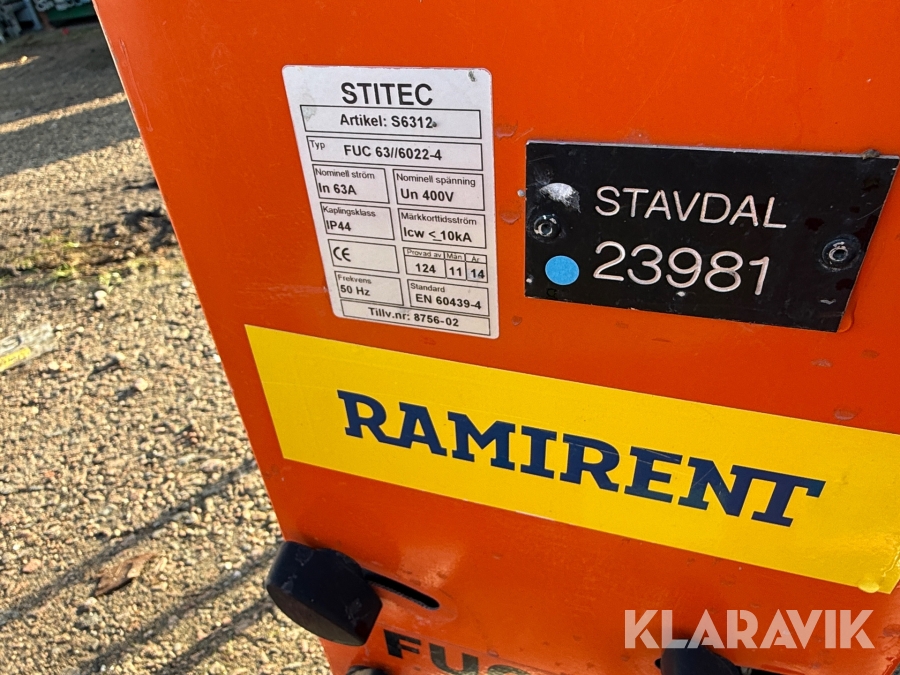 STITEC
Artikel: S6312
Typ FUC 63//6022-4
Nominell ström
In 63A
Nominell spänning
Un 400V
Kaplingsklass
IP44
Märkkorttidsström
Icw ≤ 10kA
CE
Provad av Mån År
124 11 14
Frekvens
50 Hz
Standard
EN 60439-4
Tillv.nr: 8756-02
STAVDAL
23981
RAMIRENT
KLARAVIK